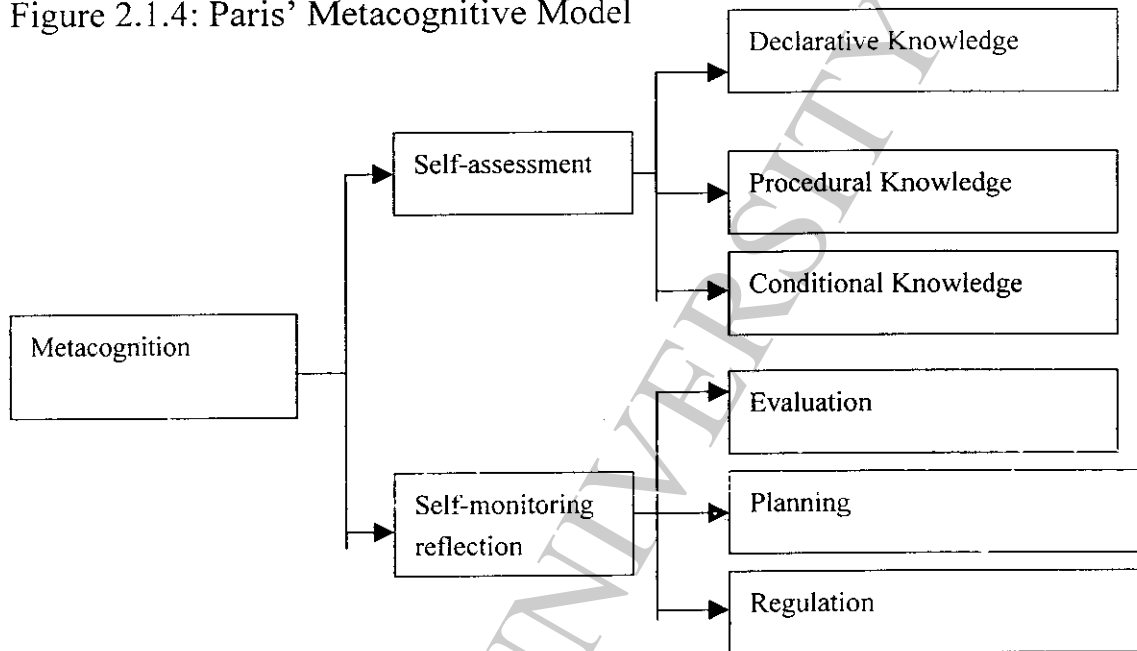 Figure 2.1.4: Paris’ Metacognitive Model
Declarative Knowledge
Self-assessment
Procedural Knowledge
Conditional Knowledge
Metacognition
Evaluation
Self-monitoring
reflection
Planning
Regulation
UNIVERSITY